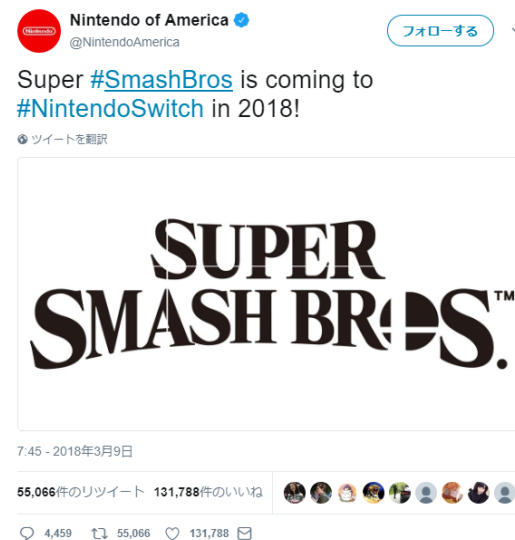 Nintendo of America
@NintendoAmerica
フォローする
Super #SmashBros is coming to
#NintendoSwitch in 2018!
ツイートを翻訳
SUPER
SMASH BROS.™
7:45 - 2018年3月9日
55,066件のリツイート 131,788件のいいね
4,459 55,066 131,788